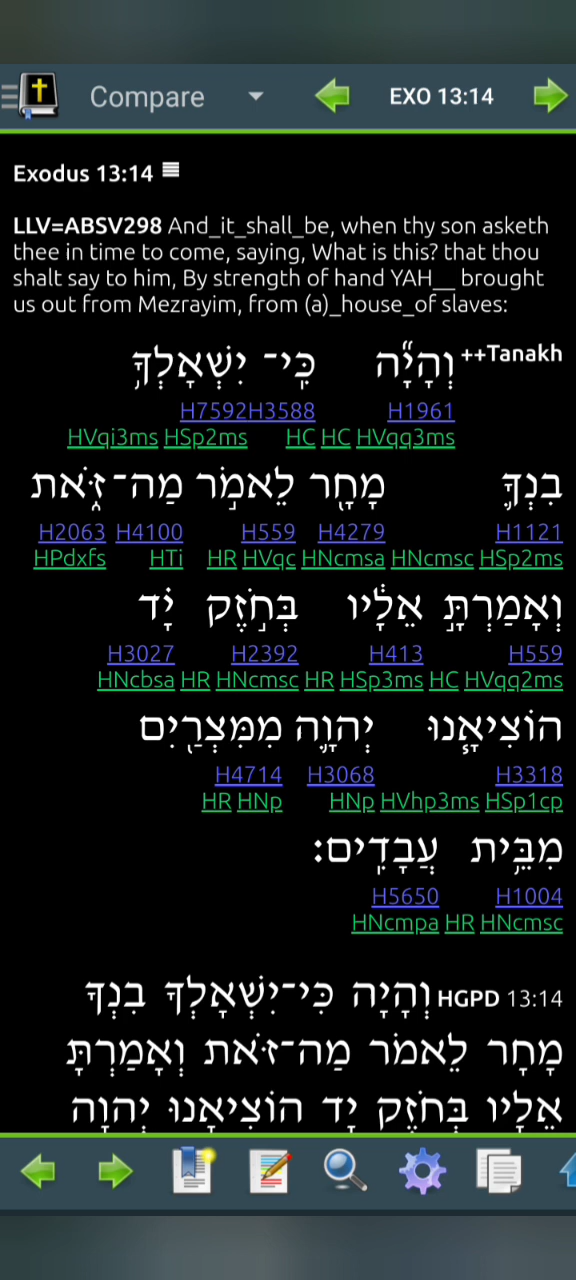 Compare
EXO 13:14
Exodus 13:14
LLV=ABSV298 And_it_shall_be, when thy son asketh
thee in time to come, saying, What is this? that thou
shalt say to him, By strength of hand YAH__ brought
us out from Mezrayim, from (a)_house_of slaves:
++Tanakh וְהָיָ֞ה כִּֽי־ יִשְׁאָלְךָ֥
H7592H3588 H1961
HVqi3ms HSp2ms HC HC HVqq3ms
בִנְךָ֛ מָחָ֖ר לֵאמֹ֣ר מַה־זֹּ֑את
H2063 H4100 H559 H4279 H1121
HPdxfs HTi HR HVqc HNcmsa HNcmsc HSp2ms
וְאָמַרְתָּ֣ אֵלָ֔יו בְּחֹ֣זֶק יָ֗ד
H3027 H2392 H413 H559
HNcbsa HR HNcmsc HR HSp3ms HC HVqq2ms
הוֹצִיאָ֧נוּ יְהוָ֛ה מִמִּצְרַ֖יִם
H4714 H3068 H3318
HR HNp HNp HVhp3ms HSp1cp
מִבֵּ֥ית עֲבָדִֽים׃
H5650 H1004
HNcmpa HR HNcmsc
HGPD 13:14 וְהָיָה כִּי־יִשְׁאָלְךָ בִנְךָ
מָחָר לֵאמֹר מַה־זֹּאת וְאָמַרְתָּ
אֵלָיו בְּחֹזֶק יָד הוֹצִיאָנוּ יְהוָה